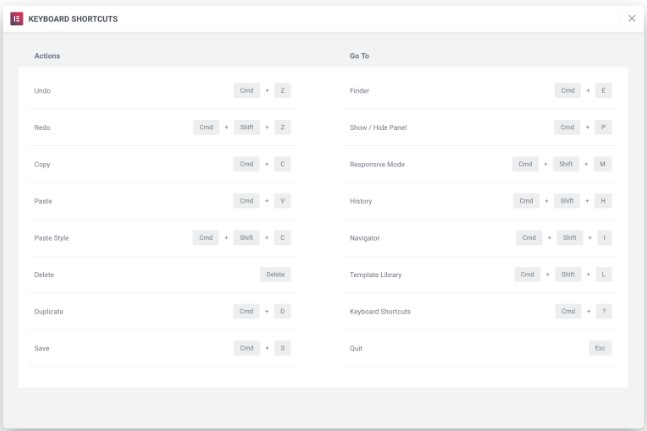 KEYBOARD SHORTCUTS
Actions
Undo Cmd + Z
Redo Cmd + Shift + Z
Copy Cmd + C
Paste Cmd + V
Paste Style Cmd + Shift + C
Delete Delete
Duplicate Cmd + D
Save Cmd + S
Go To
Finder Cmd + E
Show / Hide Panel Cmd + P
Responsive Mode Cmd + Shift + M
History Cmd + Shift + H
Navigator Cmd + Shift + I
Template Library Cmd + Shift + L
Keyboard Shortcuts Cmd + ?
Quit Esc